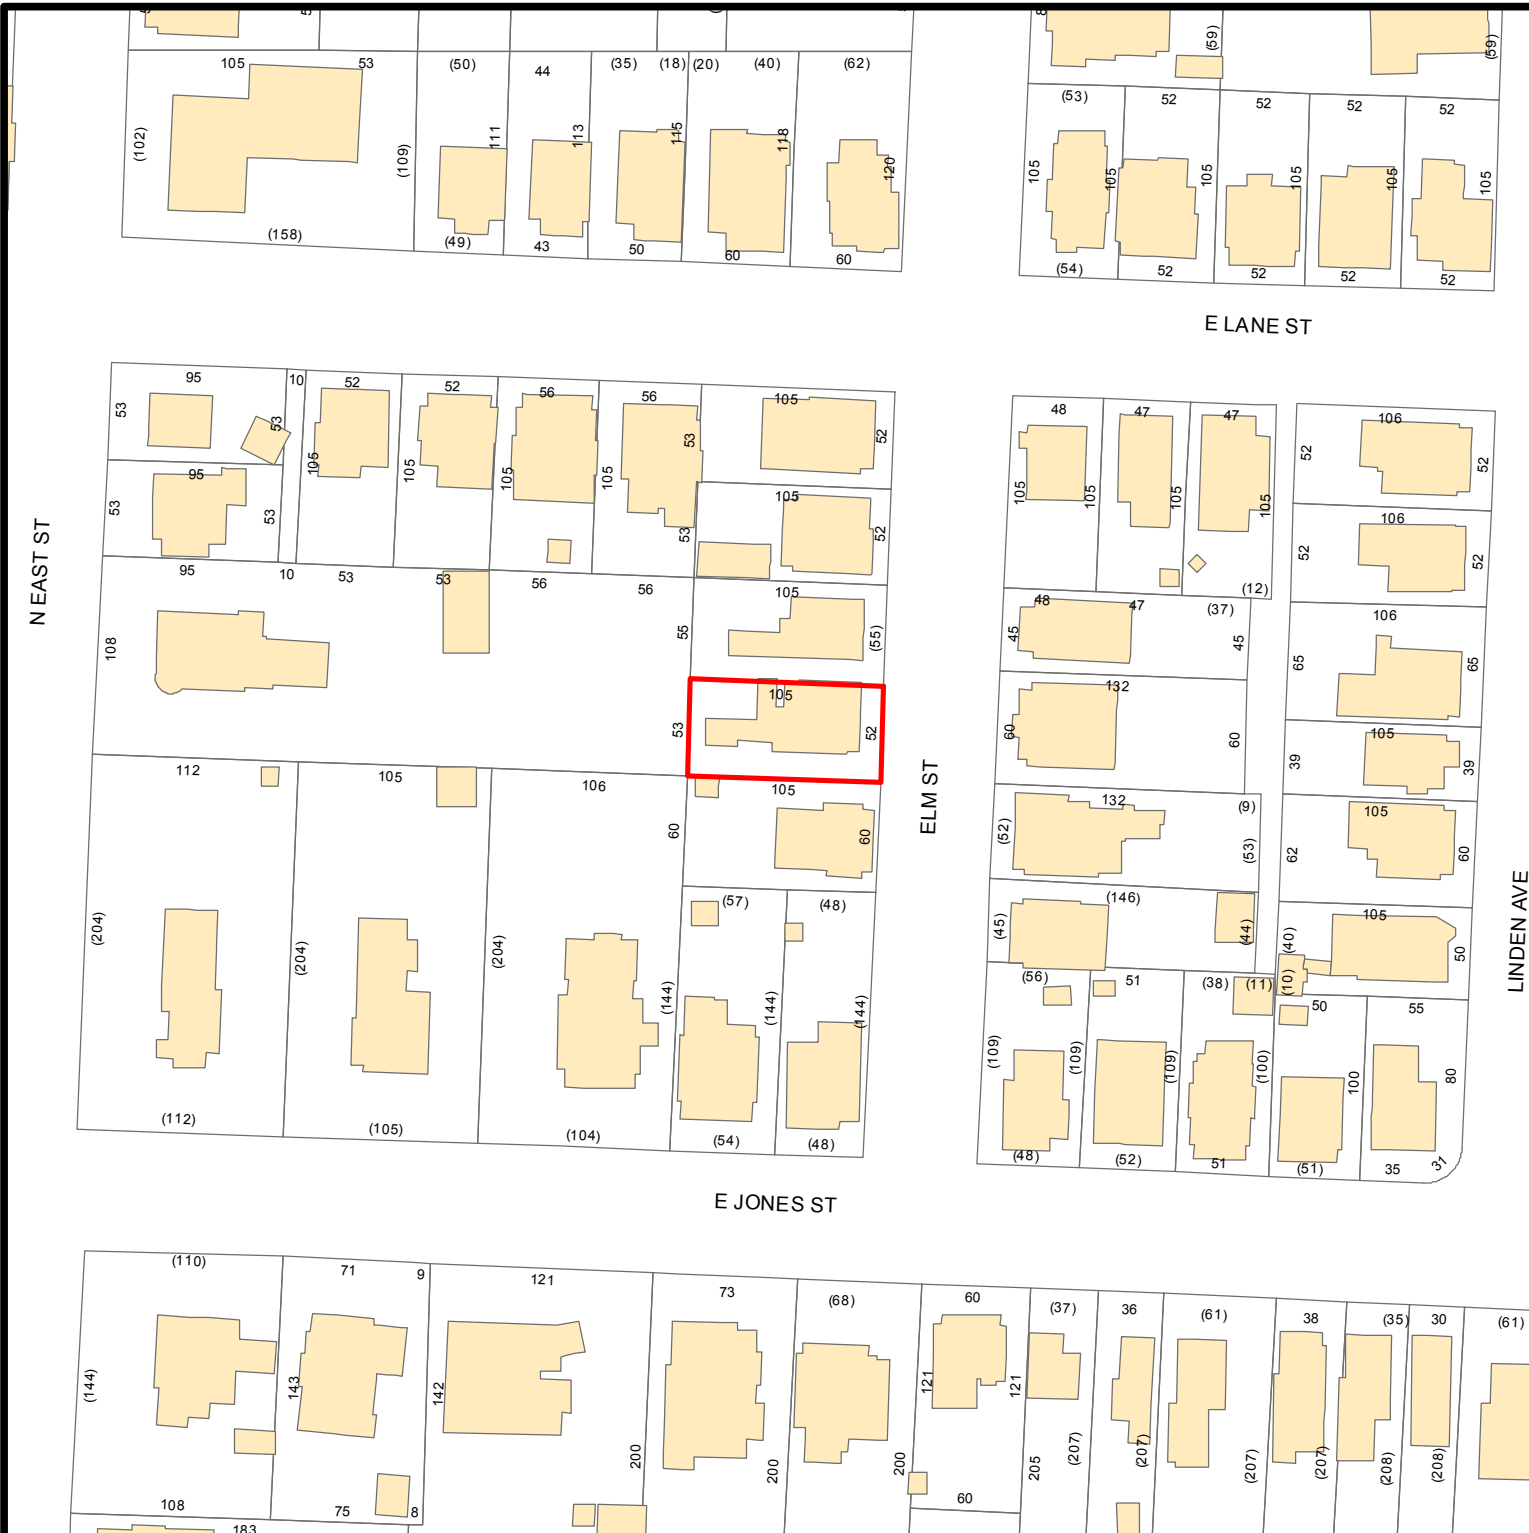 105 53 (50) 44 (35) (18) (20) (40) (62)
(59) (59)
(53) 52 52 52 52
(102) (109) 111 113 115 118 120
105 105 105 105 105 105
(158) (49) 43 50 60 60
(54) 52 52 52 52
E LANE ST
95 10 52 52 56 56 105
53 53 53 52
48 47 47 106
52 52
95 105 105 105 105 105
53 53 53 52
105 105 105 105
106
52 52
95 10 53 53 56 56 105
(12)
48 47 (37) 106
N EAST ST
108 55 (55)
45 45 65 65
105
53 52
132
60 60
105
39 39
112 105 106 105
ELM ST
132 (9) 105
60 60
(52) (53) 62 60
(57) (48)
(146) 105
LINDEN AVE
(204) (204) (204) (144) (144) (144)
(45) (44) (40) 50
(56) 51 (38) (11) (10) 50 55
(109) (109) (109) (100) 100 80
(112) (105) (104) (54) (48)
(48) (52) 51 (51) 35 31
E JONES ST
(110) 71 9 121 73 (68) 60 (37) 36 (61) 38 (35) 30 (61)
(144) 143 142 121 121
200 200 200 205 (207) (207) (207) (207) (208) (208)
108 75 8 60
183